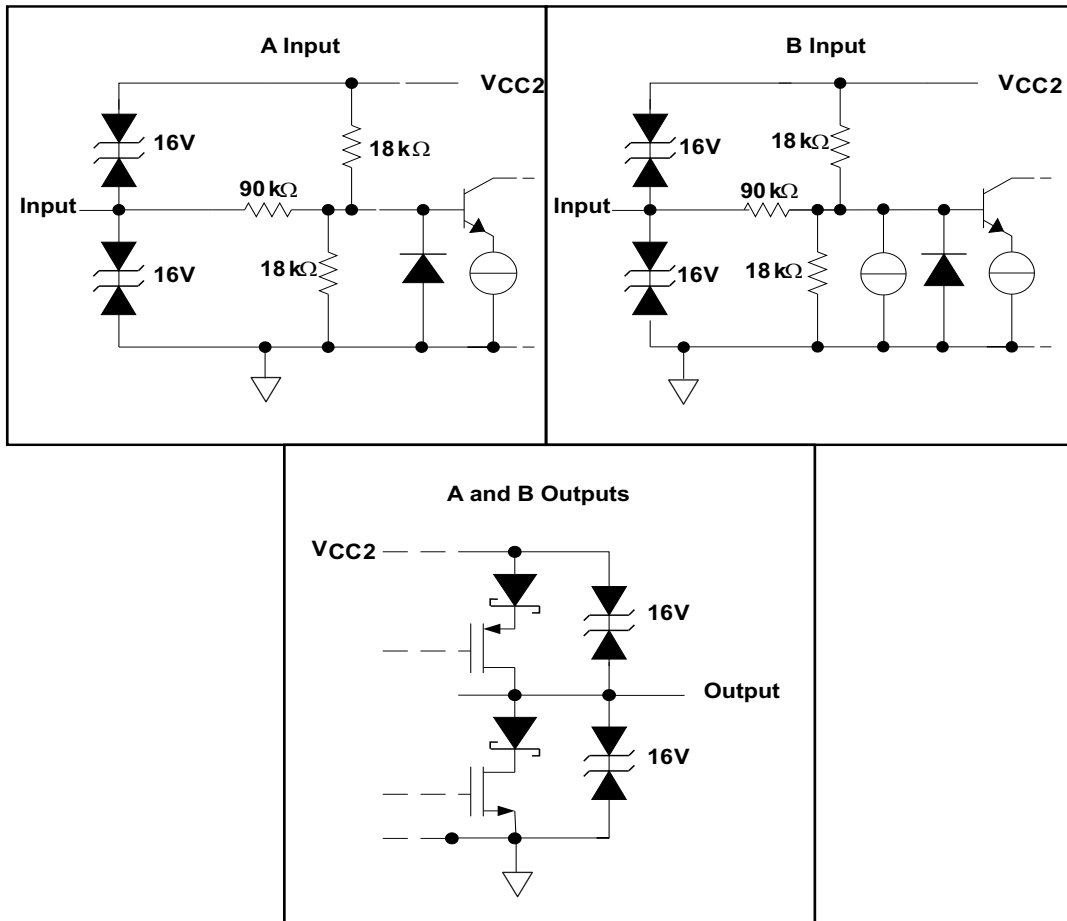 A Input
VCC2
16V
18 kΩ
90 kΩ
Input
18 kΩ
16V
B Input
VCC2
16V
18 kΩ
90 kΩ
Input
18 kΩ
16V
A and B Outputs
VCC2
16V
Output
16V